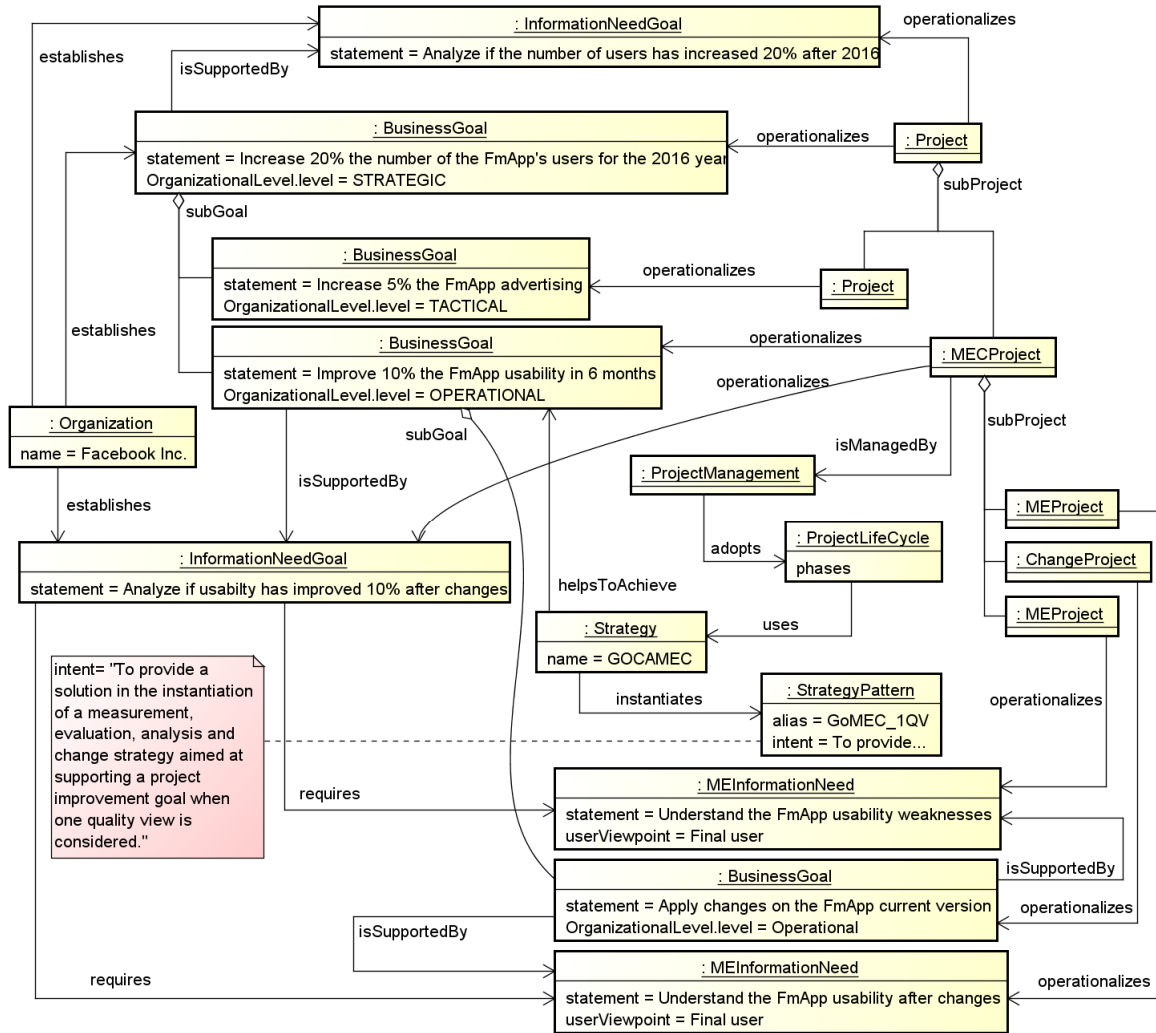 : InformationNeedGoal
statement = Analyze if the number of users has increased 20% after 2016
operationalizes
establishes
isSupportedBy
: BusinessGoal
statement = Increase 20% the number of the FmApp's users for the 2016 year
OrganizationalLevel.level = STRATEGIC
operationalizes
: Project
subGoal
subProject
: BusinessGoal
statement = Increase 5% the FmApp advertising
OrganizationalLevel.level = TACTICAL
operationalizes
: Project
establishes
: BusinessGoal
statement = Improve 10% the FmApp usability in 6 months
OrganizationalLevel.level = OPERATIONAL
operationalizes
: MECProject
operationalizes
: Organization
name = Facebook Inc.
subGoal
subProject
isManagedBy
: ProjectManagement
isSupportedBy
establishes
: MEProject
: ProjectLifeCycle
phases
adopts
: ChangeProject
: InformationNeedGoal
statement = Analyze if usabilty has improved 10% after changes
helpsToAchieve
: MEProject
: Strategy
name = GOCAMEC
uses
intent= "To provide a
solution in the instantiation
of a measurement,
evaluation, analysis and
change strategy aimed at
supporting a project
improvement goal when
one quality view is
considered."
instantiates
: StrategyPattern
alias = GoMEC_1QV
intent = To provide...
operationalizes
requires
: MEInformationNeed
statement = Understand the FmApp usability weaknesses
userViewpoint = Final user
isSupportedBy
: BusinessGoal
statement = Apply changes on the FmApp current version
OrganizationalLevel.level = Operational
operationalizes
isSupportedBy
requires
: MEInformationNeed
statement = Understand the FmApp usability after changes
userViewpoint = Final user
operationalizes